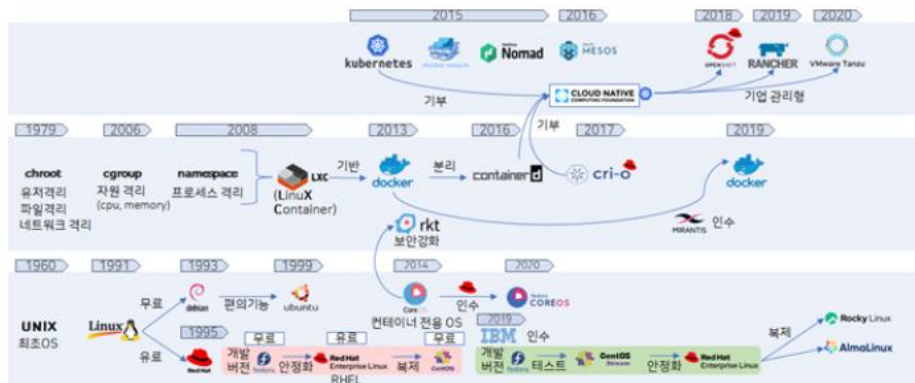 2015 2016 2018 2019 2020
kubernetes docker swarm Nomad MESOS OPENSHIFT RANCHER VMware Tanzu
기부 CLOUD NATIVE COMPUTING FOUNDATION 기업 관리형
1979 2006 2008 2013 2016 기부 2017 2019
chroot cgroup namespace LXC 기반 docker 분리 containerd cri-o docker
유저격리 자원 격리 프로세스 격리 (LinuX
파일격리 (cpu, memory) Container)
네트워크 격리
rkt MIRANTIS 인수
보안강화
1960 1991 1993 1999 2014 2020
UNIX Linux 무료 debian 편의기능 ubuntu CoreOS 인수 fedora COREOS
최초OS 컨테이너 전용 OS
유료 1995 무료 유료 무료 2019 IBM 인수 복제 Rocky Linux
RedHat 개발 fedora 안정화 RedHat 복제 CentOS 개발 fedora 테스트 CentOS 안정화 RedHat AlmaLinux
버전 Enterprise Linux 버전 Stream Enterprise Linux
RHEL